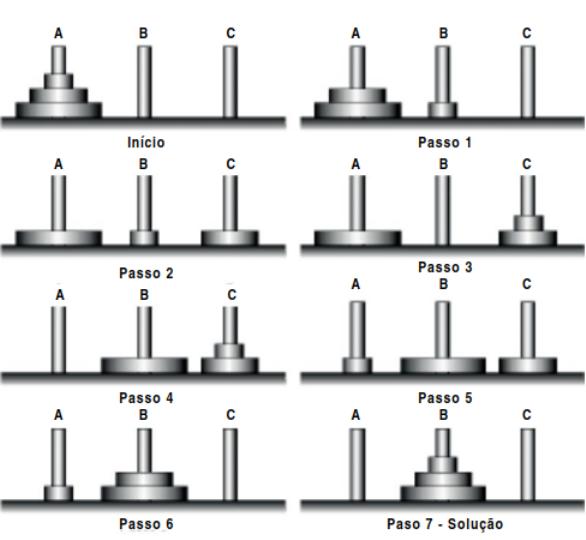 A B C
Início
A B C
Passo 1
A B C
Passo 2
A B C
Passo 3
A B C
Passo 4
A B C
Passo 5
A B C
Passo 6
A B C
Paso 7 - Solução